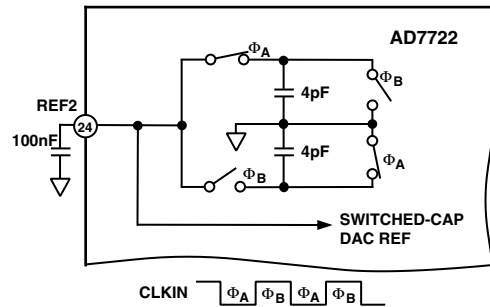 AD7722
ΦA
ΦB
4pF
REF2
24
100nF
4pF
ΦA
ΦB
SWITCHED-CAP
DAC REF
CLKIN ΦA ΦB ΦA ΦB